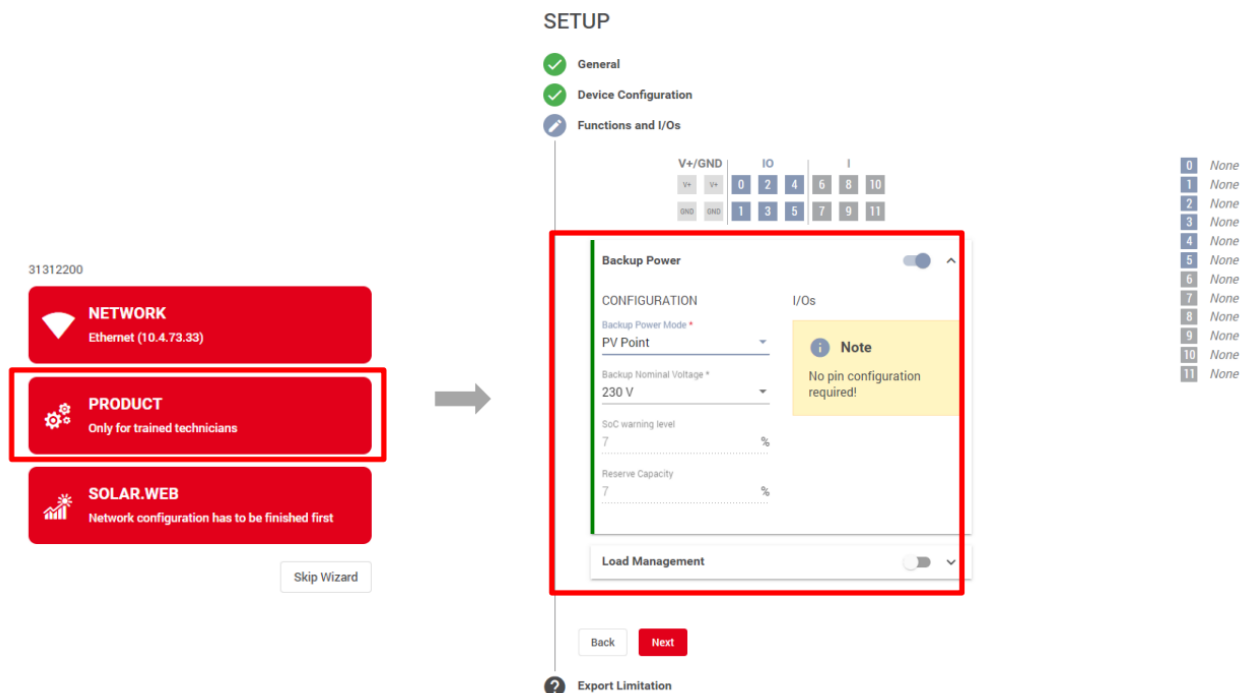 31312200
NETWORK
Ethernet (10.4.73.33)
PRODUCT
Only for trained technicians
SOLAR.WEB
Network configuration has to be finished first
Skip Wizard
SETUP
General
Device Configuration
Functions and I/Os
V+/GND IO I
V+ V+ 0 2 4 6 8 10
GND GND 1 3 5 7 9 11
Backup Power
CONFIGURATION
Backup Power Mode *
PV Point
Backup Nominal Voltage *
230 V
SoC warning level
7 %
Reserve Capacity
7 %
I/Os
Note
No pin configuration
required!
Load Management
Back Next
Export Limitation
0 None
1 None
2 None
3 None
4 None
5 None
6 None
7 None
8 None
9 None
10 None
11 None